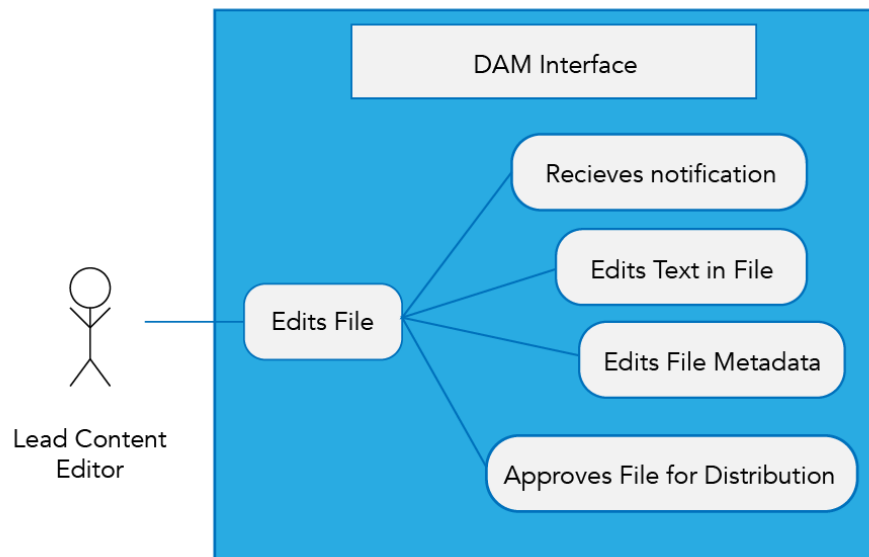 DAM Interface
Recieves notification
Edits Text in File
Edits File
Edits File Metadata
Lead Content
Editor
Approves File for Distribution